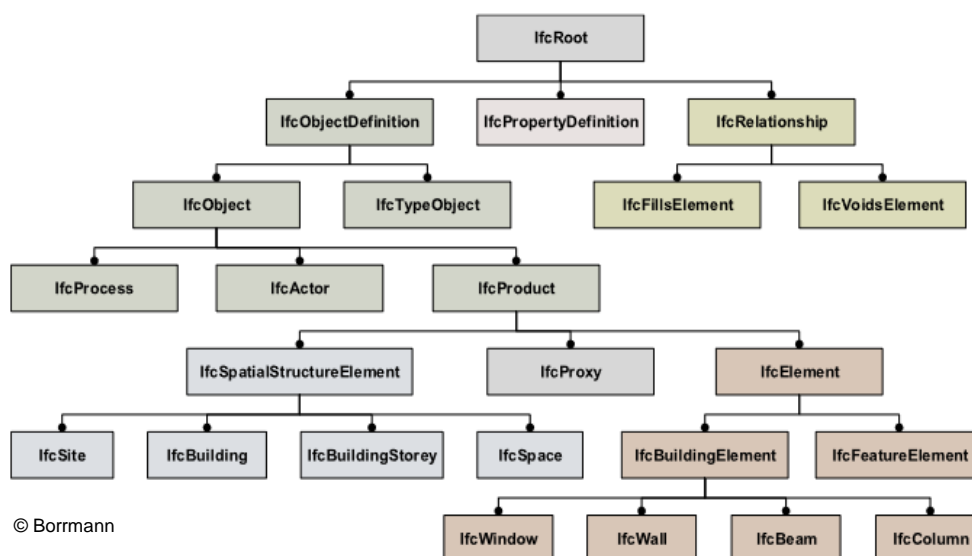 IfcRoot
IfcObjectDefinition
IfcPropertyDefinition
IfcRelationship
IfcObject
IfcTypeObject
IfcFillsElement
IfcVoidsElement
IfcProcess
IfcActor
IfcProduct
IfcSpatialStructureElement
IfcProxy
IfcElement
IfcSite
IfcBuilding
IfcBuildingStorey
IfcSpace
IfcBuildingElement
IfcFeatureElement
© Borrmann
IfcWindow
IfcWall
IfcBeam
IfcColumn